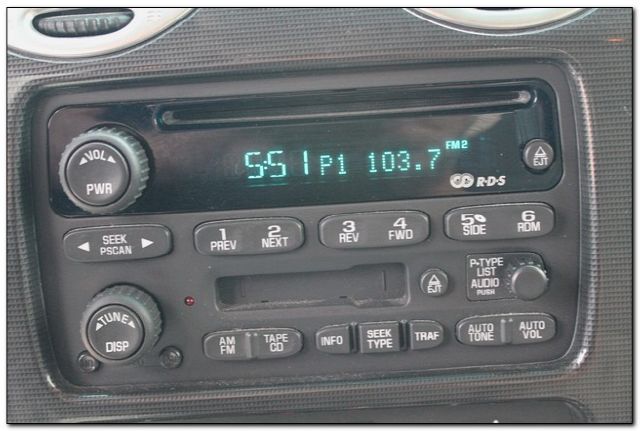 VOL
PWR
5:51 P1 103.7 FM2
EJT
R·D·S
SEEK
PSCAN
1 PREV
2 NEXT
3 REV
4 FWD
5 SIDE
6 RDM
TUNE
DISP
EJT
P-TYPE
LIST
AUDIO
PUSH
AM
FM
TAPE
CD
INFO
SEEK
TYPE
TRAF
AUTO
TONE
AUTO
VOL